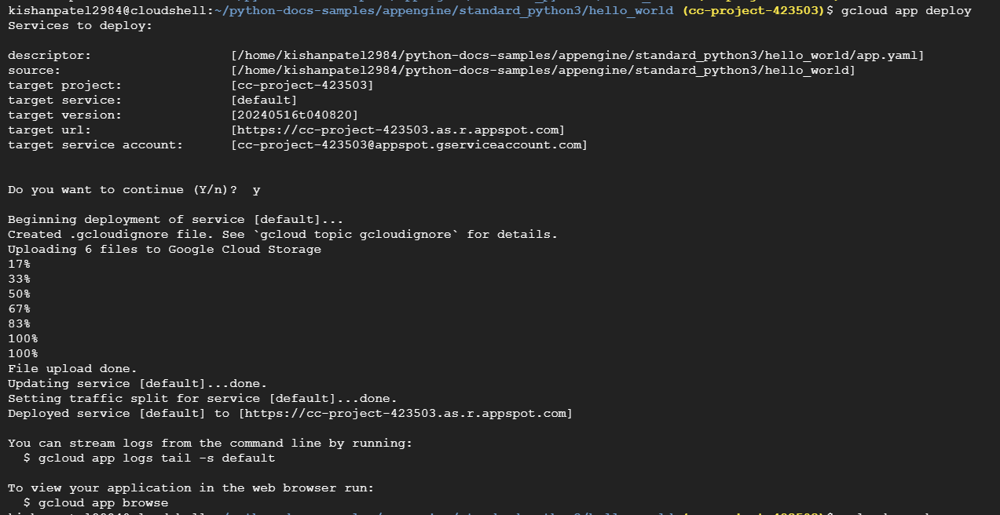 kishanpatel2984@cloudshell:~/python-docs-samples/appengine/standard_python3/hello_world (cc-project-423503)$ gcloud app deploy
Services to deploy:
descriptor: [/home/kishanpatel2984/python-docs-samples/appengine/standard_python3/hello_world/app.yaml]
source: [/home/kishanpatel2984/python-docs-samples/appengine/standard_python3/hello_world]
target project: [cc-project-423503]
target service: [default]
target version: [20240516t040820]
target url: [https://cc-project-423503.as.r.appspot.com]
target service account: [cc-project-423503@appspot.gserviceaccount.com]
Do you want to continue (Y/n)? y
Beginning deployment of service [default]...
Created .gcloudignore file. See `gcloud topic gcloudignore` for details.
Uploading 6 files to Google Cloud Storage
17%
33%
50%
67%
83%
100%
100%
File upload done.
Updating service [default]...done.
Setting traffic split for service [default]...done.
Deployed service [default] to [https://cc-project-423503.as.r.appspot.com]
You can stream logs from the command line by running:
$ gcloud app logs tail -s default
To view your application in the web browser run:
$ gcloud app browse